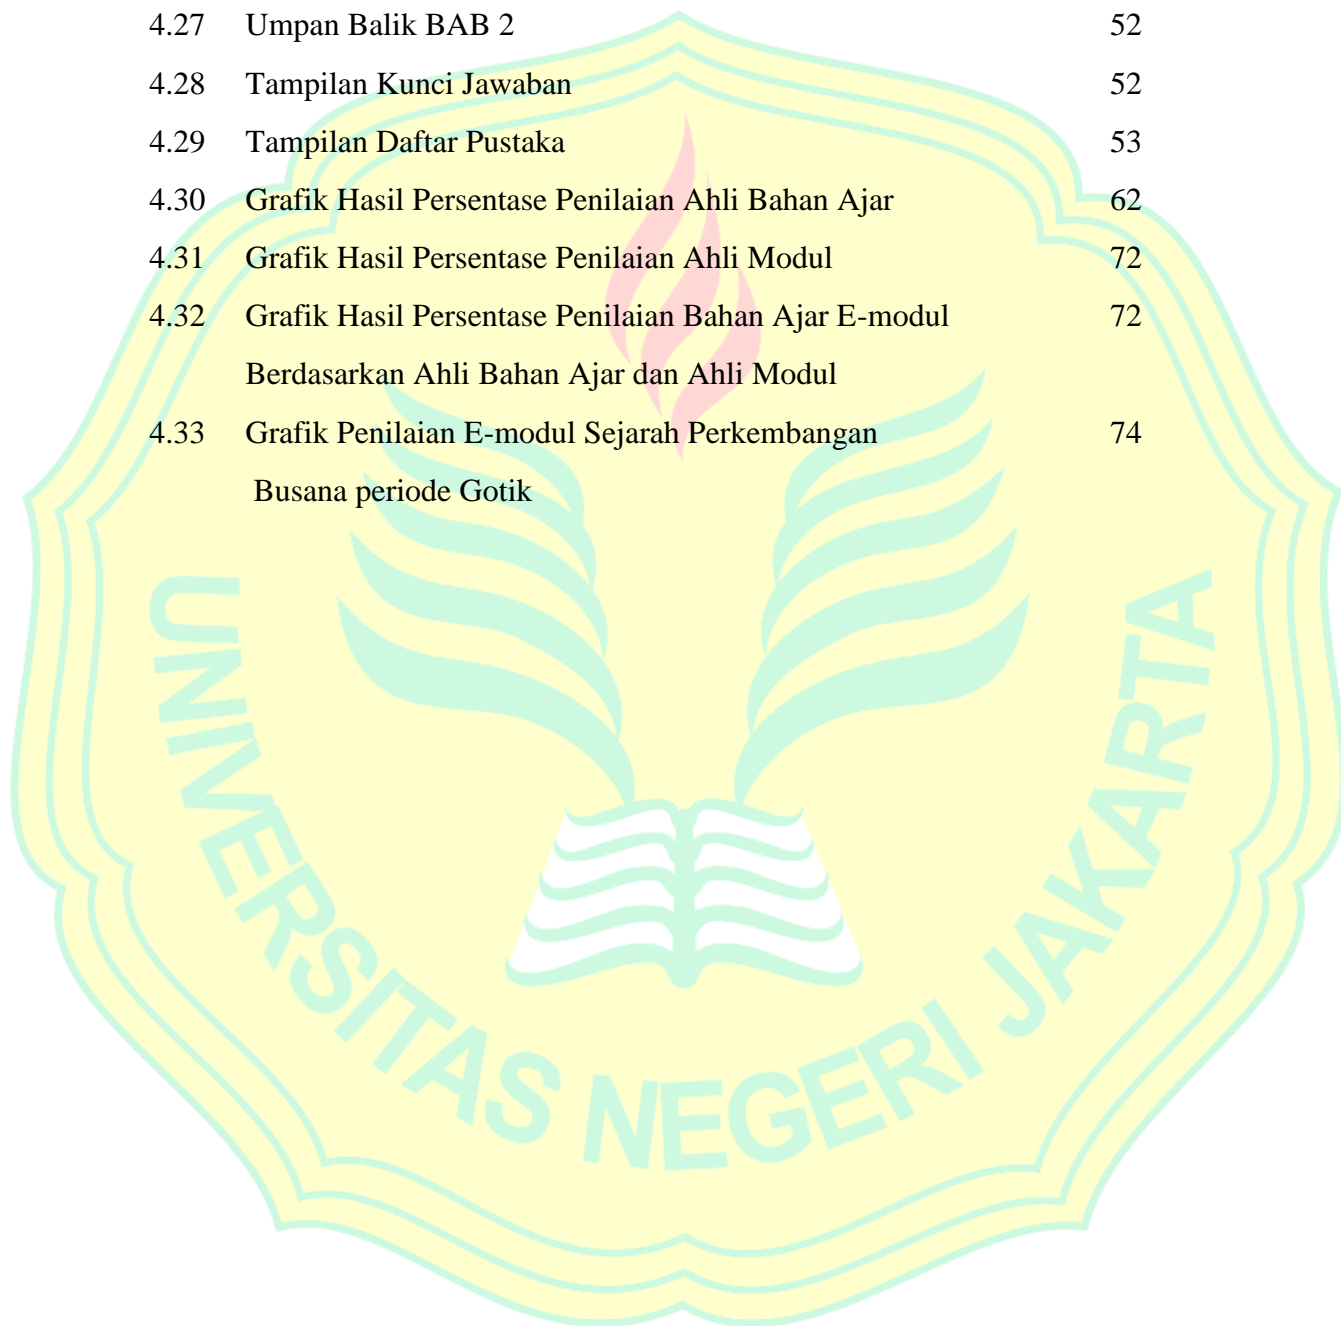 4.27 Umpan Balik BAB 2 52
4.28 Tampilan Kunci Jawaban 52
4.29 Tampilan Daftar Pustaka 53
4.30 Grafik Hasil Persentase Penilaian Ahli Bahan Ajar 62
4.31 Grafik Hasil Persentase Penilaian Ahli Modul 72
4.32 Grafik Hasil Persentase Penilaian Bahan Ajar E-modul 72
Berdasarkan Ahli Bahan Ajar dan Ahli Modul
4.33 Grafik Penilaian E-modul Sejarah Perkembangan 74
Busana periode Gotik
UNIVERSITAS NEGERI JAKARTA